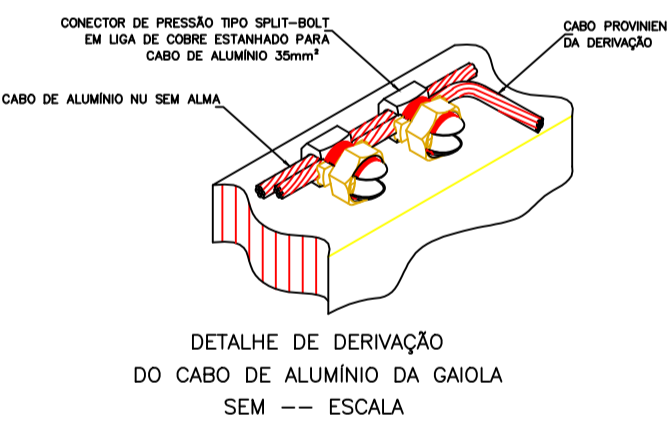 CONECTOR DE PRESSÃO TIPO SPLIT-BOLT
EM LIGA DE COBRE ESTANHADO PARA
CABO DE ALUMÍNIO 35mm²
CABO PROVINIEN
DA DERIVAÇÃO
CABO DE ALUMÍNIO NU SEM ALMA
DETALHE DE DERIVAÇÃO
DO CABO DE ALUMÍNIO DA GAIOLA
SEM -- ESCALA